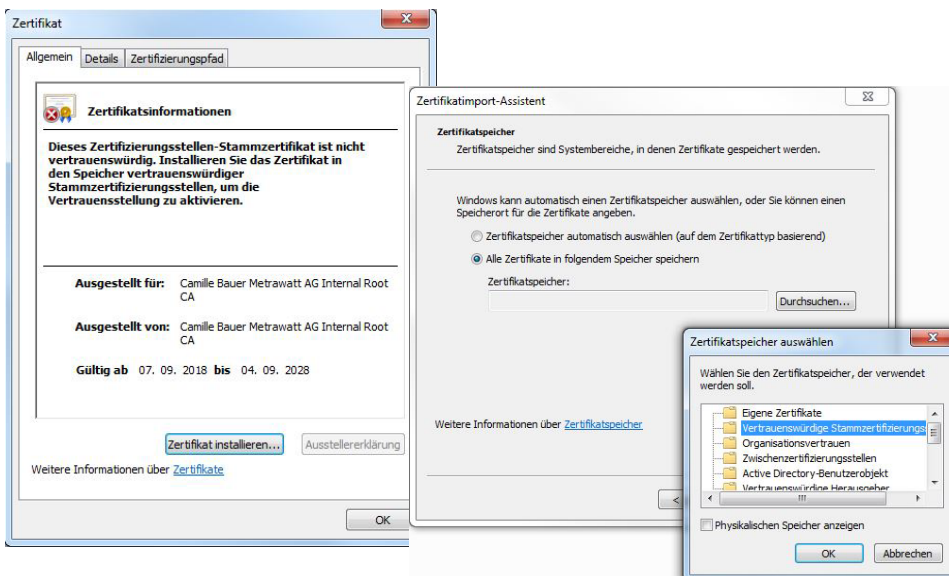 Zertifikat
Allgemein
Details
Zertifizierungspfad
Zertifikatsinformationen
Dieses Zertifizierungsstellen-Stammzertifikat ist nicht
vertrauenswürdig. Installieren Sie das Zertifikat in
den Speicher vertrauenswürdiger
Stammzertifizierungsstellen, um die
Vertrauensstellung zu aktivieren.
Ausgestellt für: Camille Bauer Metrawatt AG Internal Root
CA
Ausgestellt von: Camille Bauer Metrawatt AG Internal Root
CA
Gültig ab 07. 09. 2018 bis 04. 09. 2028
Zertifikat installieren...
Ausstellererklärung
Weitere Informationen über Zertifikate
OK
Zertifikatimport-Assistent
Zertifikatspeicher
Zertifikatspeicher sind Systembereiche, in denen Zertifikate gespeichert werden.
Windows kann automatisch einen Zertifikatspeicher auswählen, oder Sie können einen
Speicherort für die Zertifikate angeben.
Zertifikatspeicher automatisch auswählen (auf dem Zertifikattyp basierend)
Alle Zertifikate in folgendem Speicher speichern
Zertifikatspeicher:
Durchsuchen...
Weitere Informationen über Zertifikatspeicher
<
Zertifikatspeicher auswählen
Wählen Sie den Zertifikatspeicher, der verwendet
werden soll.
Eigene Zertifikate
Vertrauenswürdige Stammzertifizierungs
Organisationsvertrauen
Zwischenzertifizierungsstellen
Active Directory-Benutzerobjekt
Vertrauenswürdige Herausgeber
Physikalischen Speicher anzeigen
OK
Abbrechen